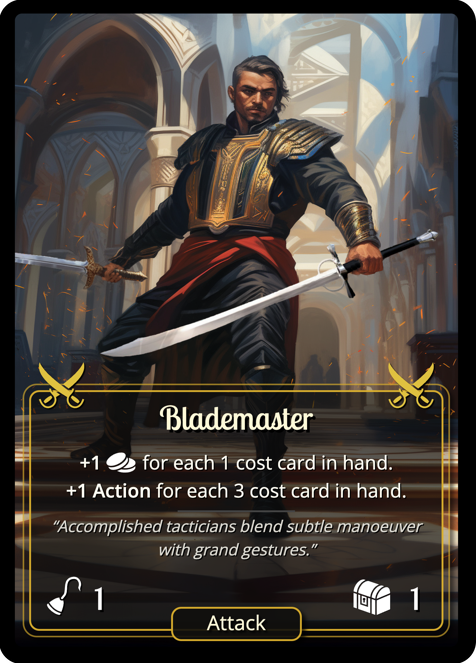 Blademaster
+1 for each 1 cost card in hand.
+1 Action for each 3 cost card in hand.
“Accomplished tacticians blend subtle manoeuver
with grand gestures.”
1 1
Attack